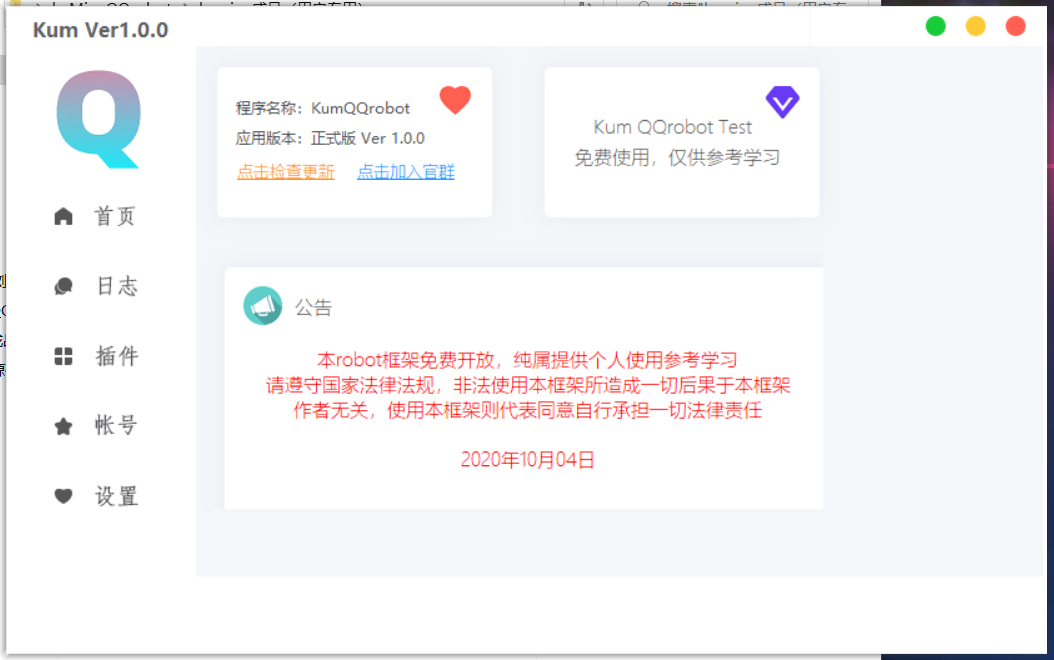 Kum Ver1.0.0
Q
首页
日志
插件
帐号
设置
程序名称：KumQQrobot
应用版本：正式版 Ver 1.0.0
点击检查更新 点击加入官群
Kum QQrobot Test
免费使用，仅供参考学习
公告
本robot框架免费开放，纯属提供个人使用参考学习
请遵守国家法律法规，非法使用本框架所造成一切后果于本框架
作者无关，使用本框架则代表同意自行承担一切法律责任
2020年10月04日